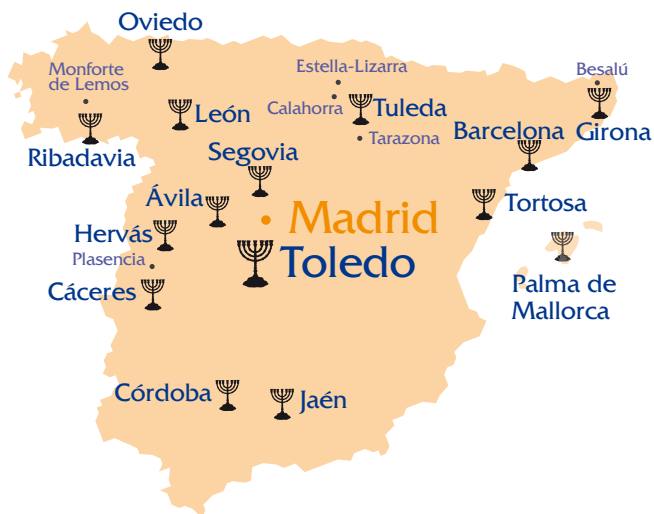 Oviedo
Monforte
de Lemos
Estella-Lizarra
Besalú
León
Calahorra
Tuleda
Tarazona
Barcelona
Girona
Ribadavia
Segovia
Ávila
Madrid
Tortosa
Hervás
Plasencia
Toledo
Cáceres
Palma de
Mallorca
Córdoba
Jaén